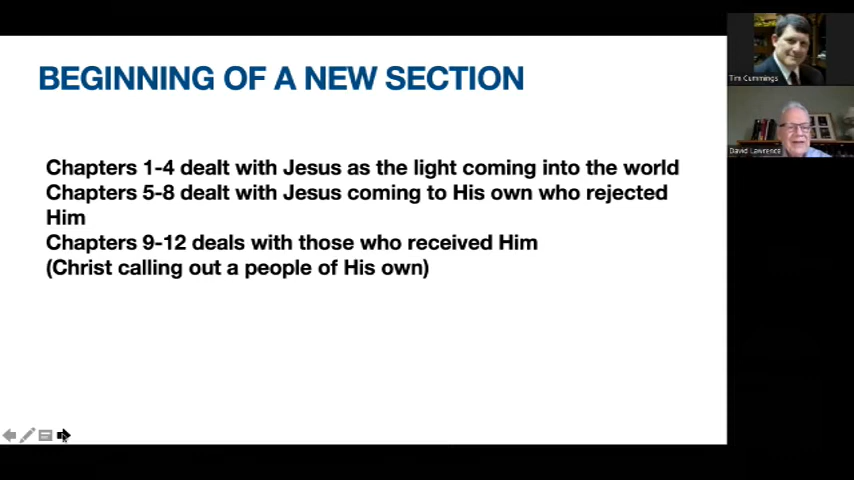 BEGINNING OF A NEW SECTION
Chapters 1-4 dealt with Jesus as the light coming into the world
Chapters 5-8 dealt with Jesus coming to His own who rejected
Him
Chapters 9-12 deals with those who received Him
(Christ calling out a people of His own)
Tim Cummings
David Lawrence